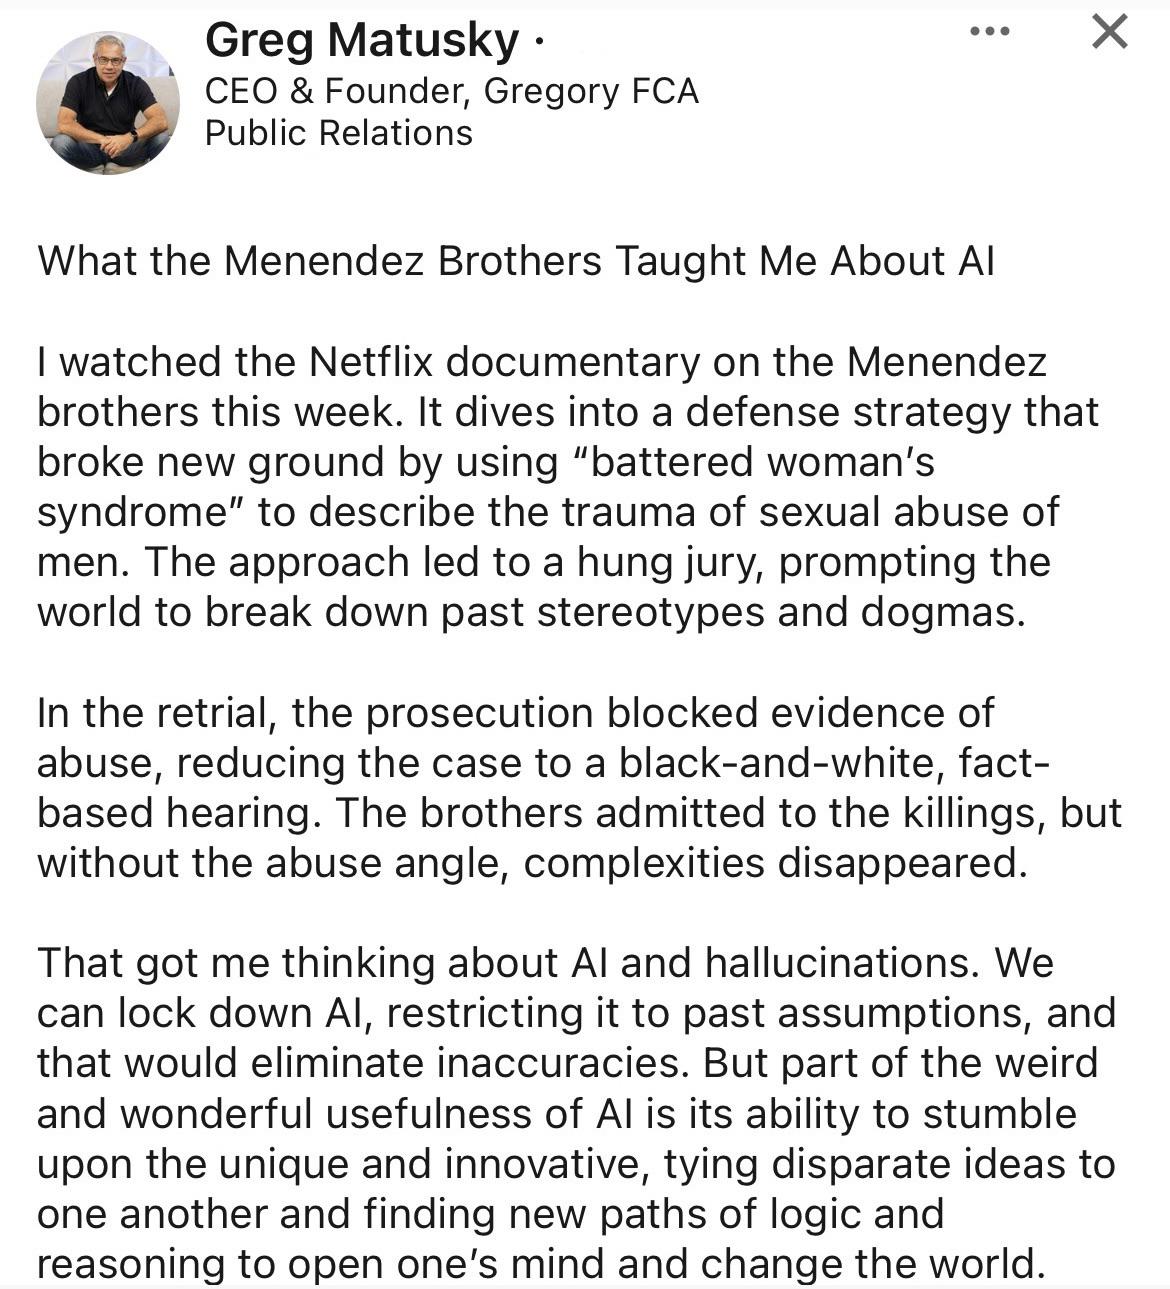 Greg Matusky ·
CEO & Founder, Gregory FCA
Public Relations
What the Menendez Brothers Taught Me About AI
I watched the Netflix documentary on the Menendez
brothers this week. It dives into a defense strategy that
broke new ground by using “battered woman’s
syndrome” to describe the trauma of sexual abuse of
men. The approach led to a hung jury, prompting the
world to break down past stereotypes and dogmas.
In the retrial, the prosecution blocked evidence of
abuse, reducing the case to a black-and-white, fact-
based hearing. The brothers admitted to the killings, but
without the abuse angle, complexities disappeared.
That got me thinking about AI and hallucinations. We
can lock down AI, restricting it to past assumptions, and
that would eliminate inaccuracies. But part of the weird
and wonderful usefulness of AI is its ability to stumble
upon the unique and innovative, tying disparate ideas to
one another and finding new paths of logic and
reasoning to open one’s mind and change the world.